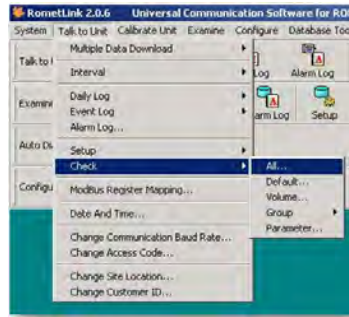 RometLink 2.0.6 Universal Communication Software for RO
System Talk to Unit Calibrate Unit Examine Configure Database Too
Multiple Data Download
Talk to
Interval
Log Alarm Log
Daily Log
Event Log
Examin
Alarm Log...
arm Log Setup
Auto Di
Setup
Check All...
Default...
Configu
Modbus Register Mapping... Volume...
Group
Date And Time... Parameter...
Change Communication Baud Rate...
Change Access Code...
Change Site Location...
Change Customer ID...